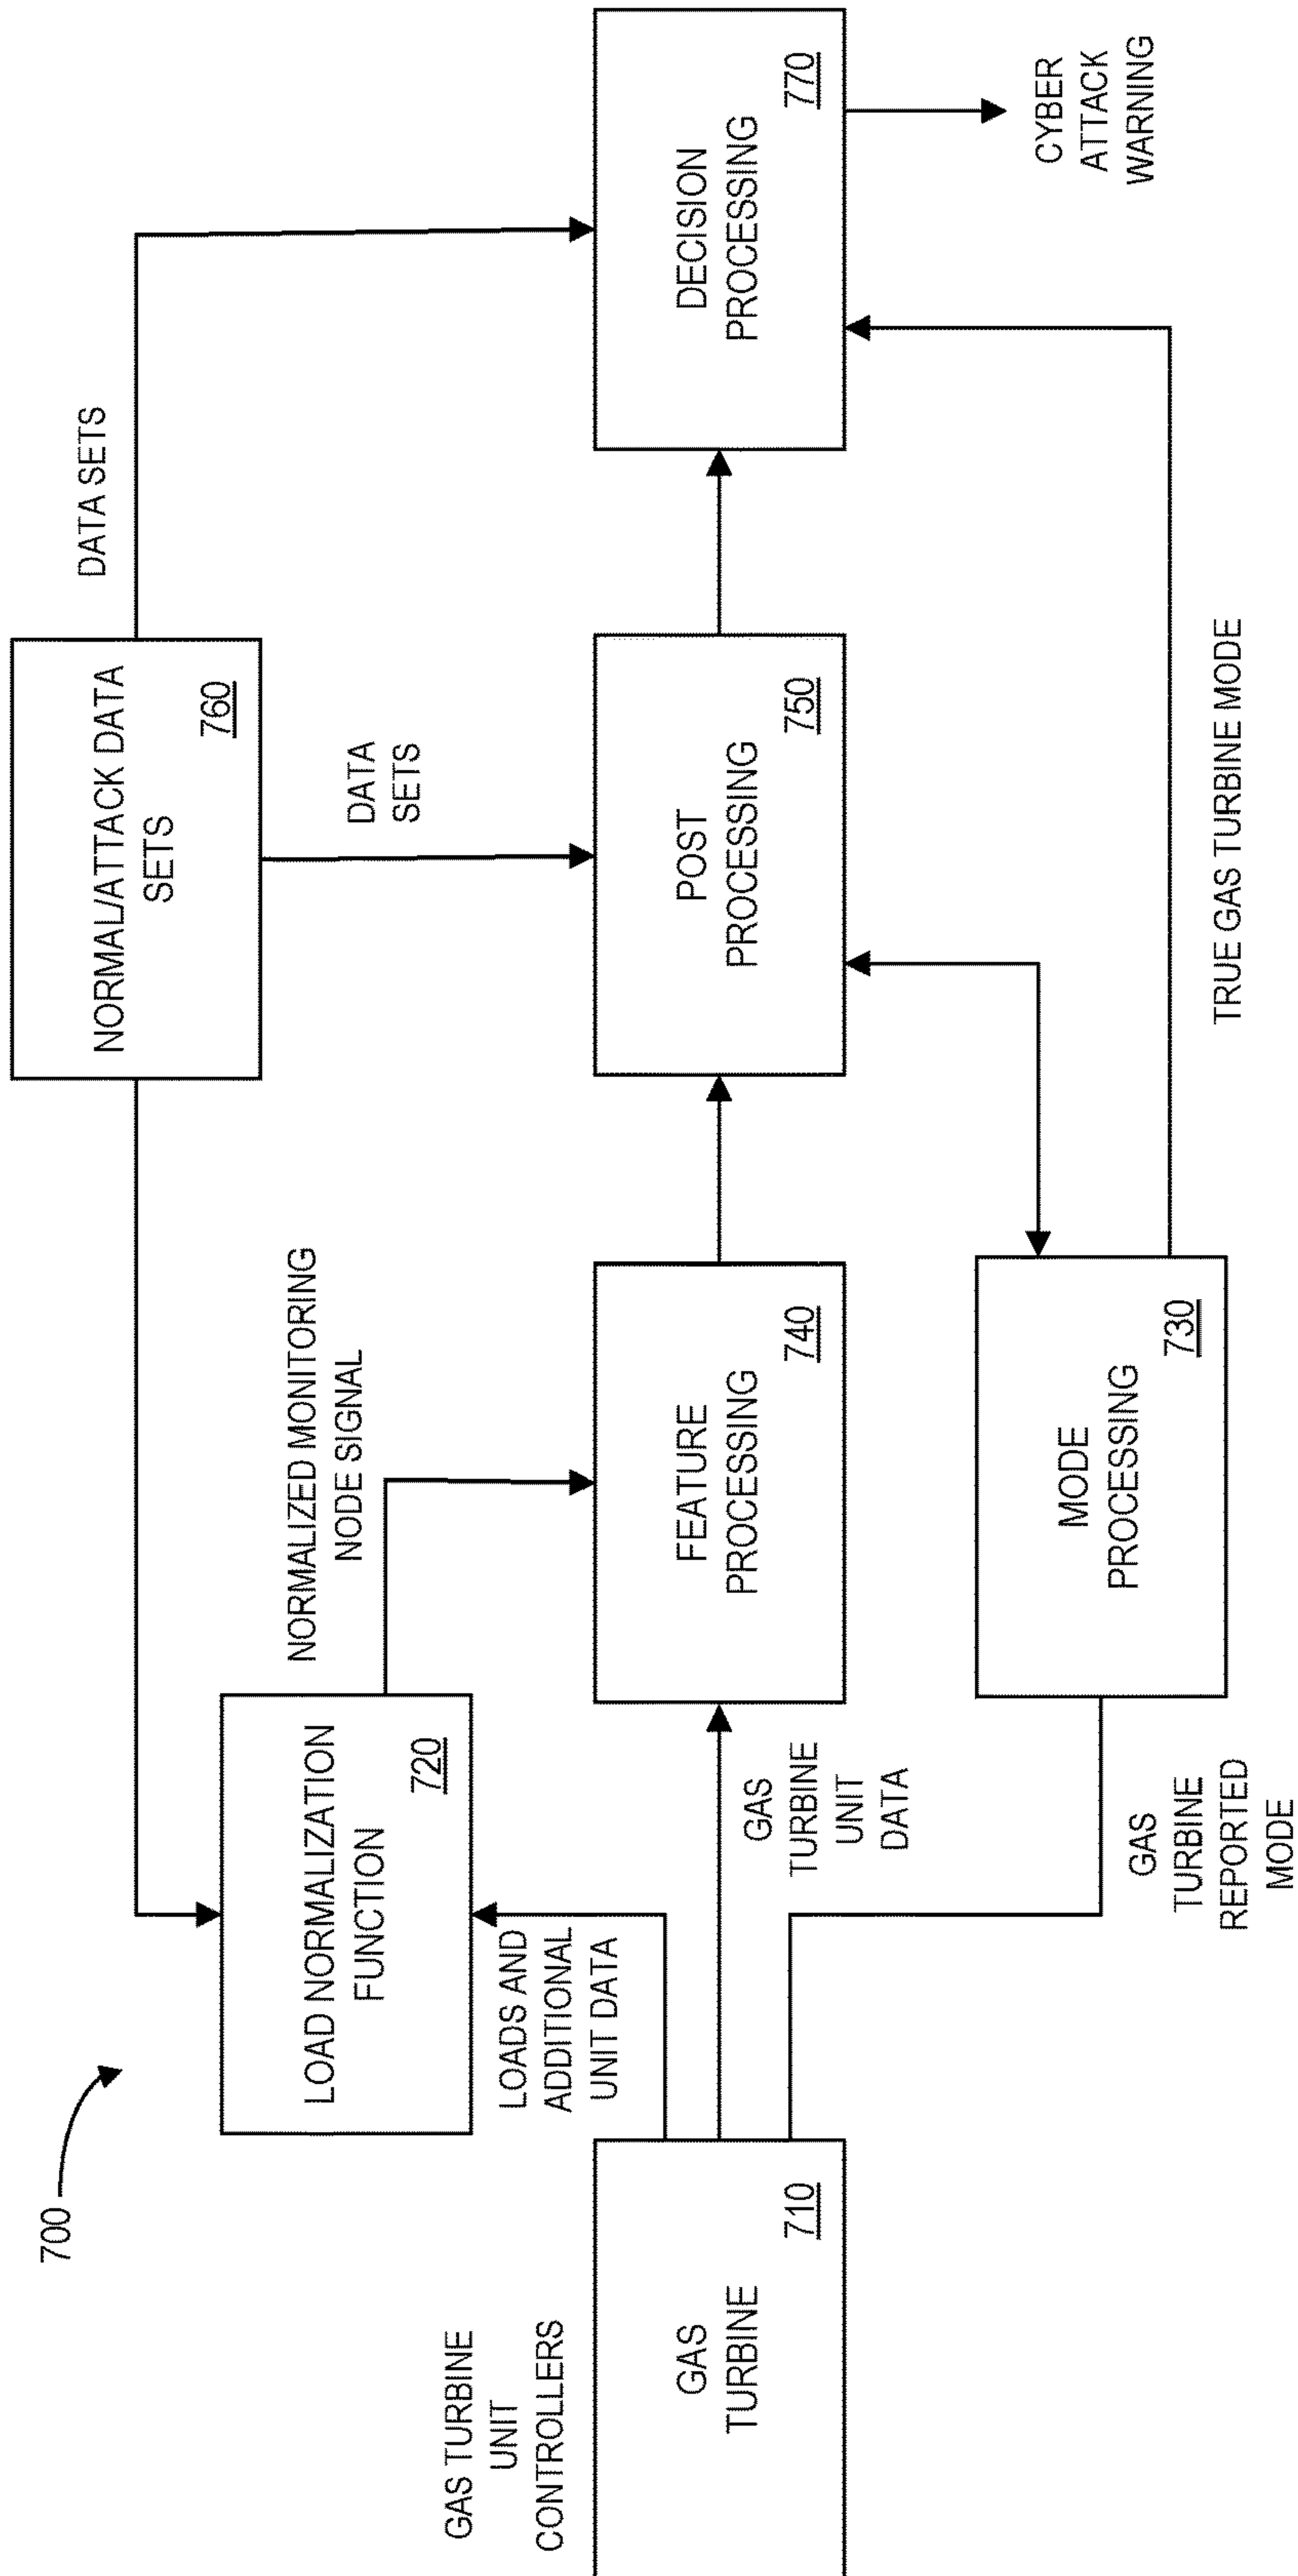 700
NORMAL/ATTACK DATA
SETS
760
DATA SETS
LOAD NORMALIZATION
FUNCTION
720
NORMALIZED MONITORING
NODE SIGNAL
DATA
SETS
GAS TURBINE
UNIT
CONTROLLERS
LOADS AND
ADDITIONAL
UNIT DATA
GAS
TURBINE
710
FEATURE
PROCESSING
740
POST
PROCESSING
750
DECISION
PROCESSING
770
GAS
TURBINE
UNIT
DATA
GAS
TURBINE
REPORTED
MODE
MODE
PROCESSING
730
TRUE GAS TURBINE MODE
CYBER
ATTACK
WARNING